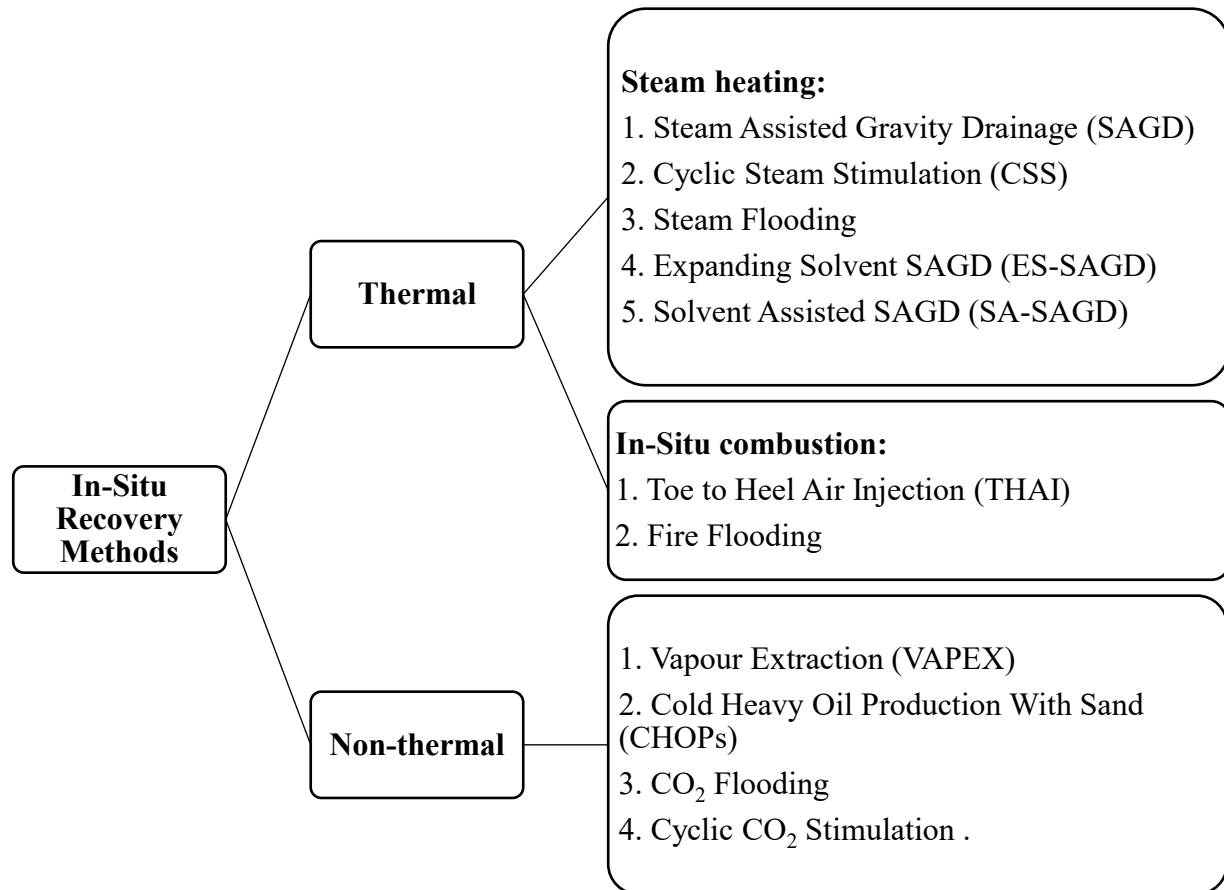 In-Situ
Recovery
Methods
Thermal
Steam heating:
1. Steam Assisted Gravity Drainage (SAGD)
2. Cyclic Steam Stimulation (CSS)
3. Steam Flooding
4. Expanding Solvent SAGD (ES-SAGD)
5. Solvent Assisted SAGD (SA-SAGD)
In-Situ combustion:
1. Toe to Heel Air Injection (THAI)
2. Fire Flooding
Non-thermal
1. Vapour Extraction (VAPEX)
2. Cold Heavy Oil Production With Sand
(CHOPs)
3. CO₂ Flooding
4. Cyclic CO₂ Stimulation .